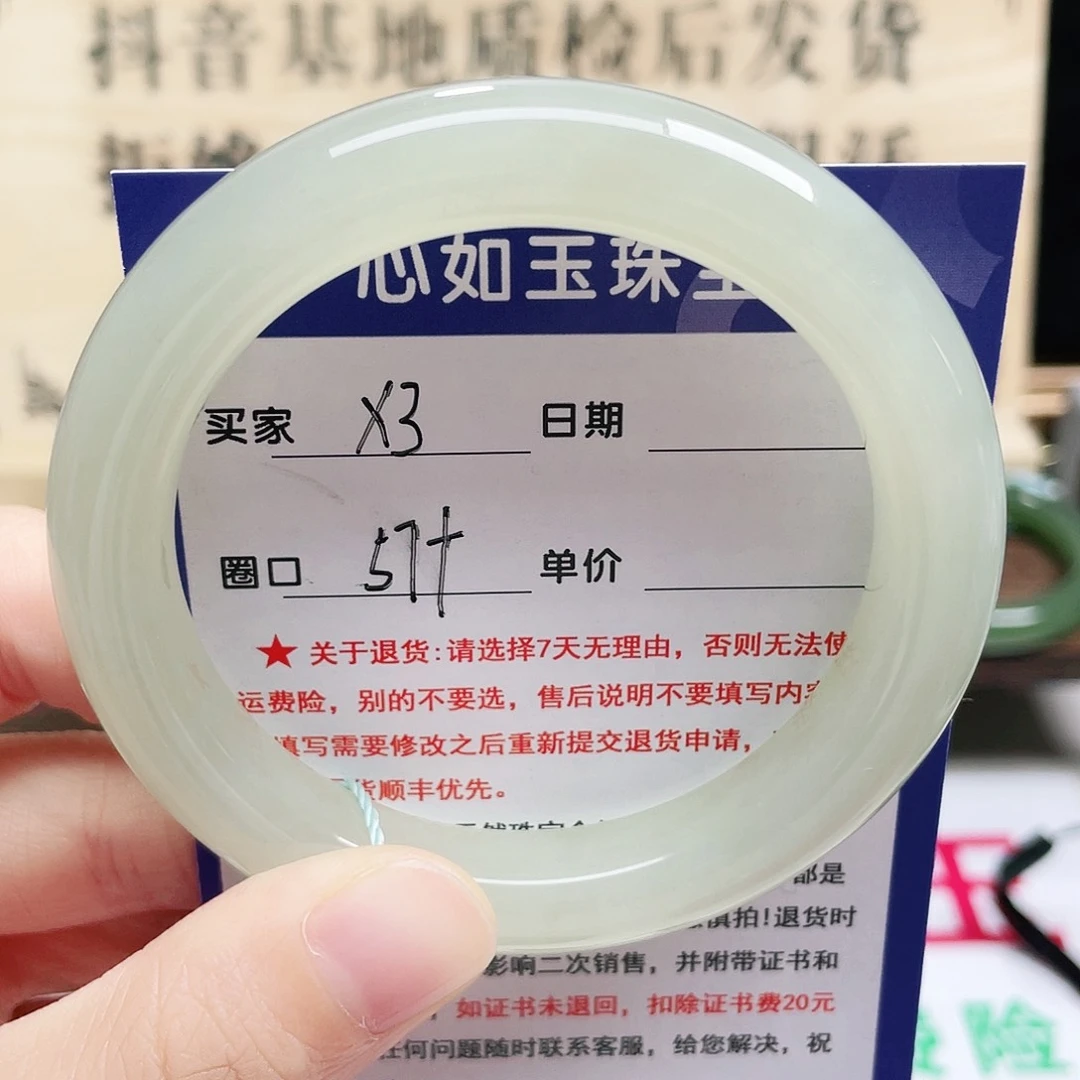 抖音基地质检后发货
心如玉珠宝
买家 X3 日期
圈口 57+ 单价
★关于退货:请选择7天无理由，否则无法使
运费险，别的不要选，售后说明不要填写内容
填写需要修改之后重新提交退货申请，
货顺丰优先。
都是
慎拍!退货时
影响二次销售，并附带证书和
如证书未退回，扣除证书费20元
任何问题随时联系客服，给您解决，祝
玉
险